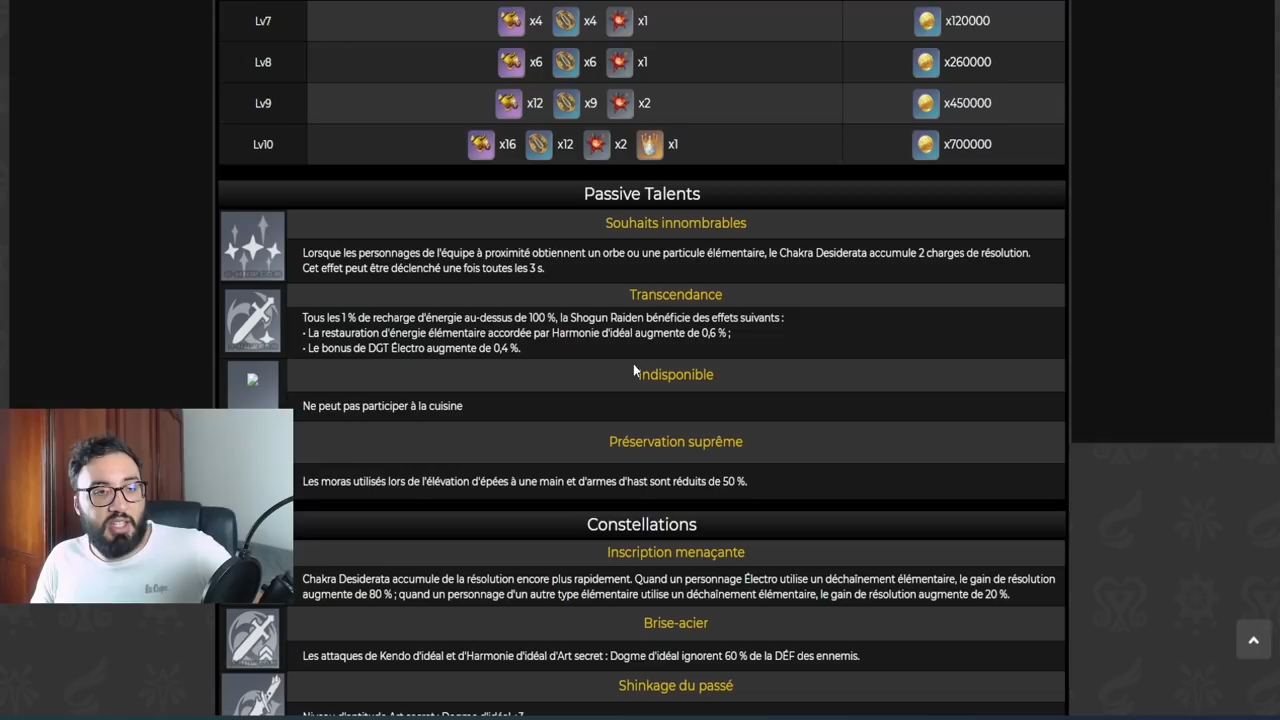 Lv7 x4 x4 x1 x120000
Lv8 x6 x6 x1 x260000
Lv9 x12 x9 x2 x450000
Lv10 x16 x12 x2 x1 x700000
Passive Talents
Souhaits innombrables
Lorsque les personnages de l'équipe à proximité obtiennent un orbe ou une particule élémentaire, le Chakra Desiderata accumule 2 charges de résolution.
Cet effet peut être déclenché une fois toutes les 3 s.
Transcendance
Tous les 1 % de recharge d'énergie au-dessus de 100 %, la Shogun Raiden bénéficie des effets suivants :
• La restauration d'énergie élémentaire accordée par Harmonie d'idéal augmente de 0,6 % ;
• Le bonus de DGT Électro augmente de 0,4 %.
Indisponible
Ne peut pas participer à la cuisine
Préservation suprême
Les moras utilisés lors de l'élévation d'épées à une main et d'armes d'hast sont réduits de 50 %.
Constellations
Inscription menaçante
Chakra Desiderata accumule de la résolution encore plus rapidement. Quand un personnage Électro utilise un déchaînement élémentaire, le gain de résolution
augmente de 80 % ; quand un personnage d'un autre type élémentaire utilise un déchaînement élémentaire, le gain de résolution augmente de 20 %.
Brise-acier
Les attaques de Kendo d'idéal et d'Harmonie d'idéal d'Art secret : Dogme d'idéal ignorent 60 % de la DÉF des ennemis.
Shinkage du passé
Niveau d'aptitude Art secret : Dogme d'idéal +3